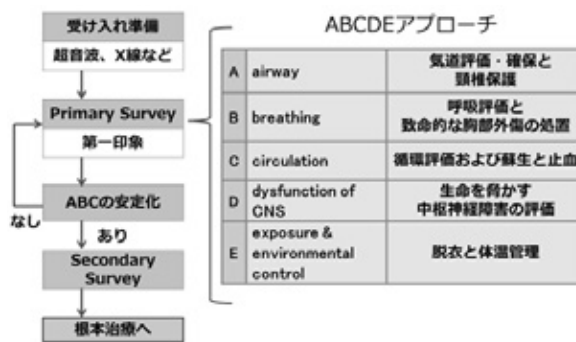 受け入れ準備
超音波、X線など
Primary Survey
第一印象
ABCの安定化
なし
あり
Secondary
Survey
根本治療へ
ABCDEアプローチ
A airway 気道評価・確保と
頸椎保護
B breathing 呼吸評価と
致命的な胸部外傷の処置
C circulation 循環評価および蘇生と止血
D dysfunction of
CNS 生命を脅かす
中枢神経障害の評価
E exposure &
environmental
control 脱衣と体温管理